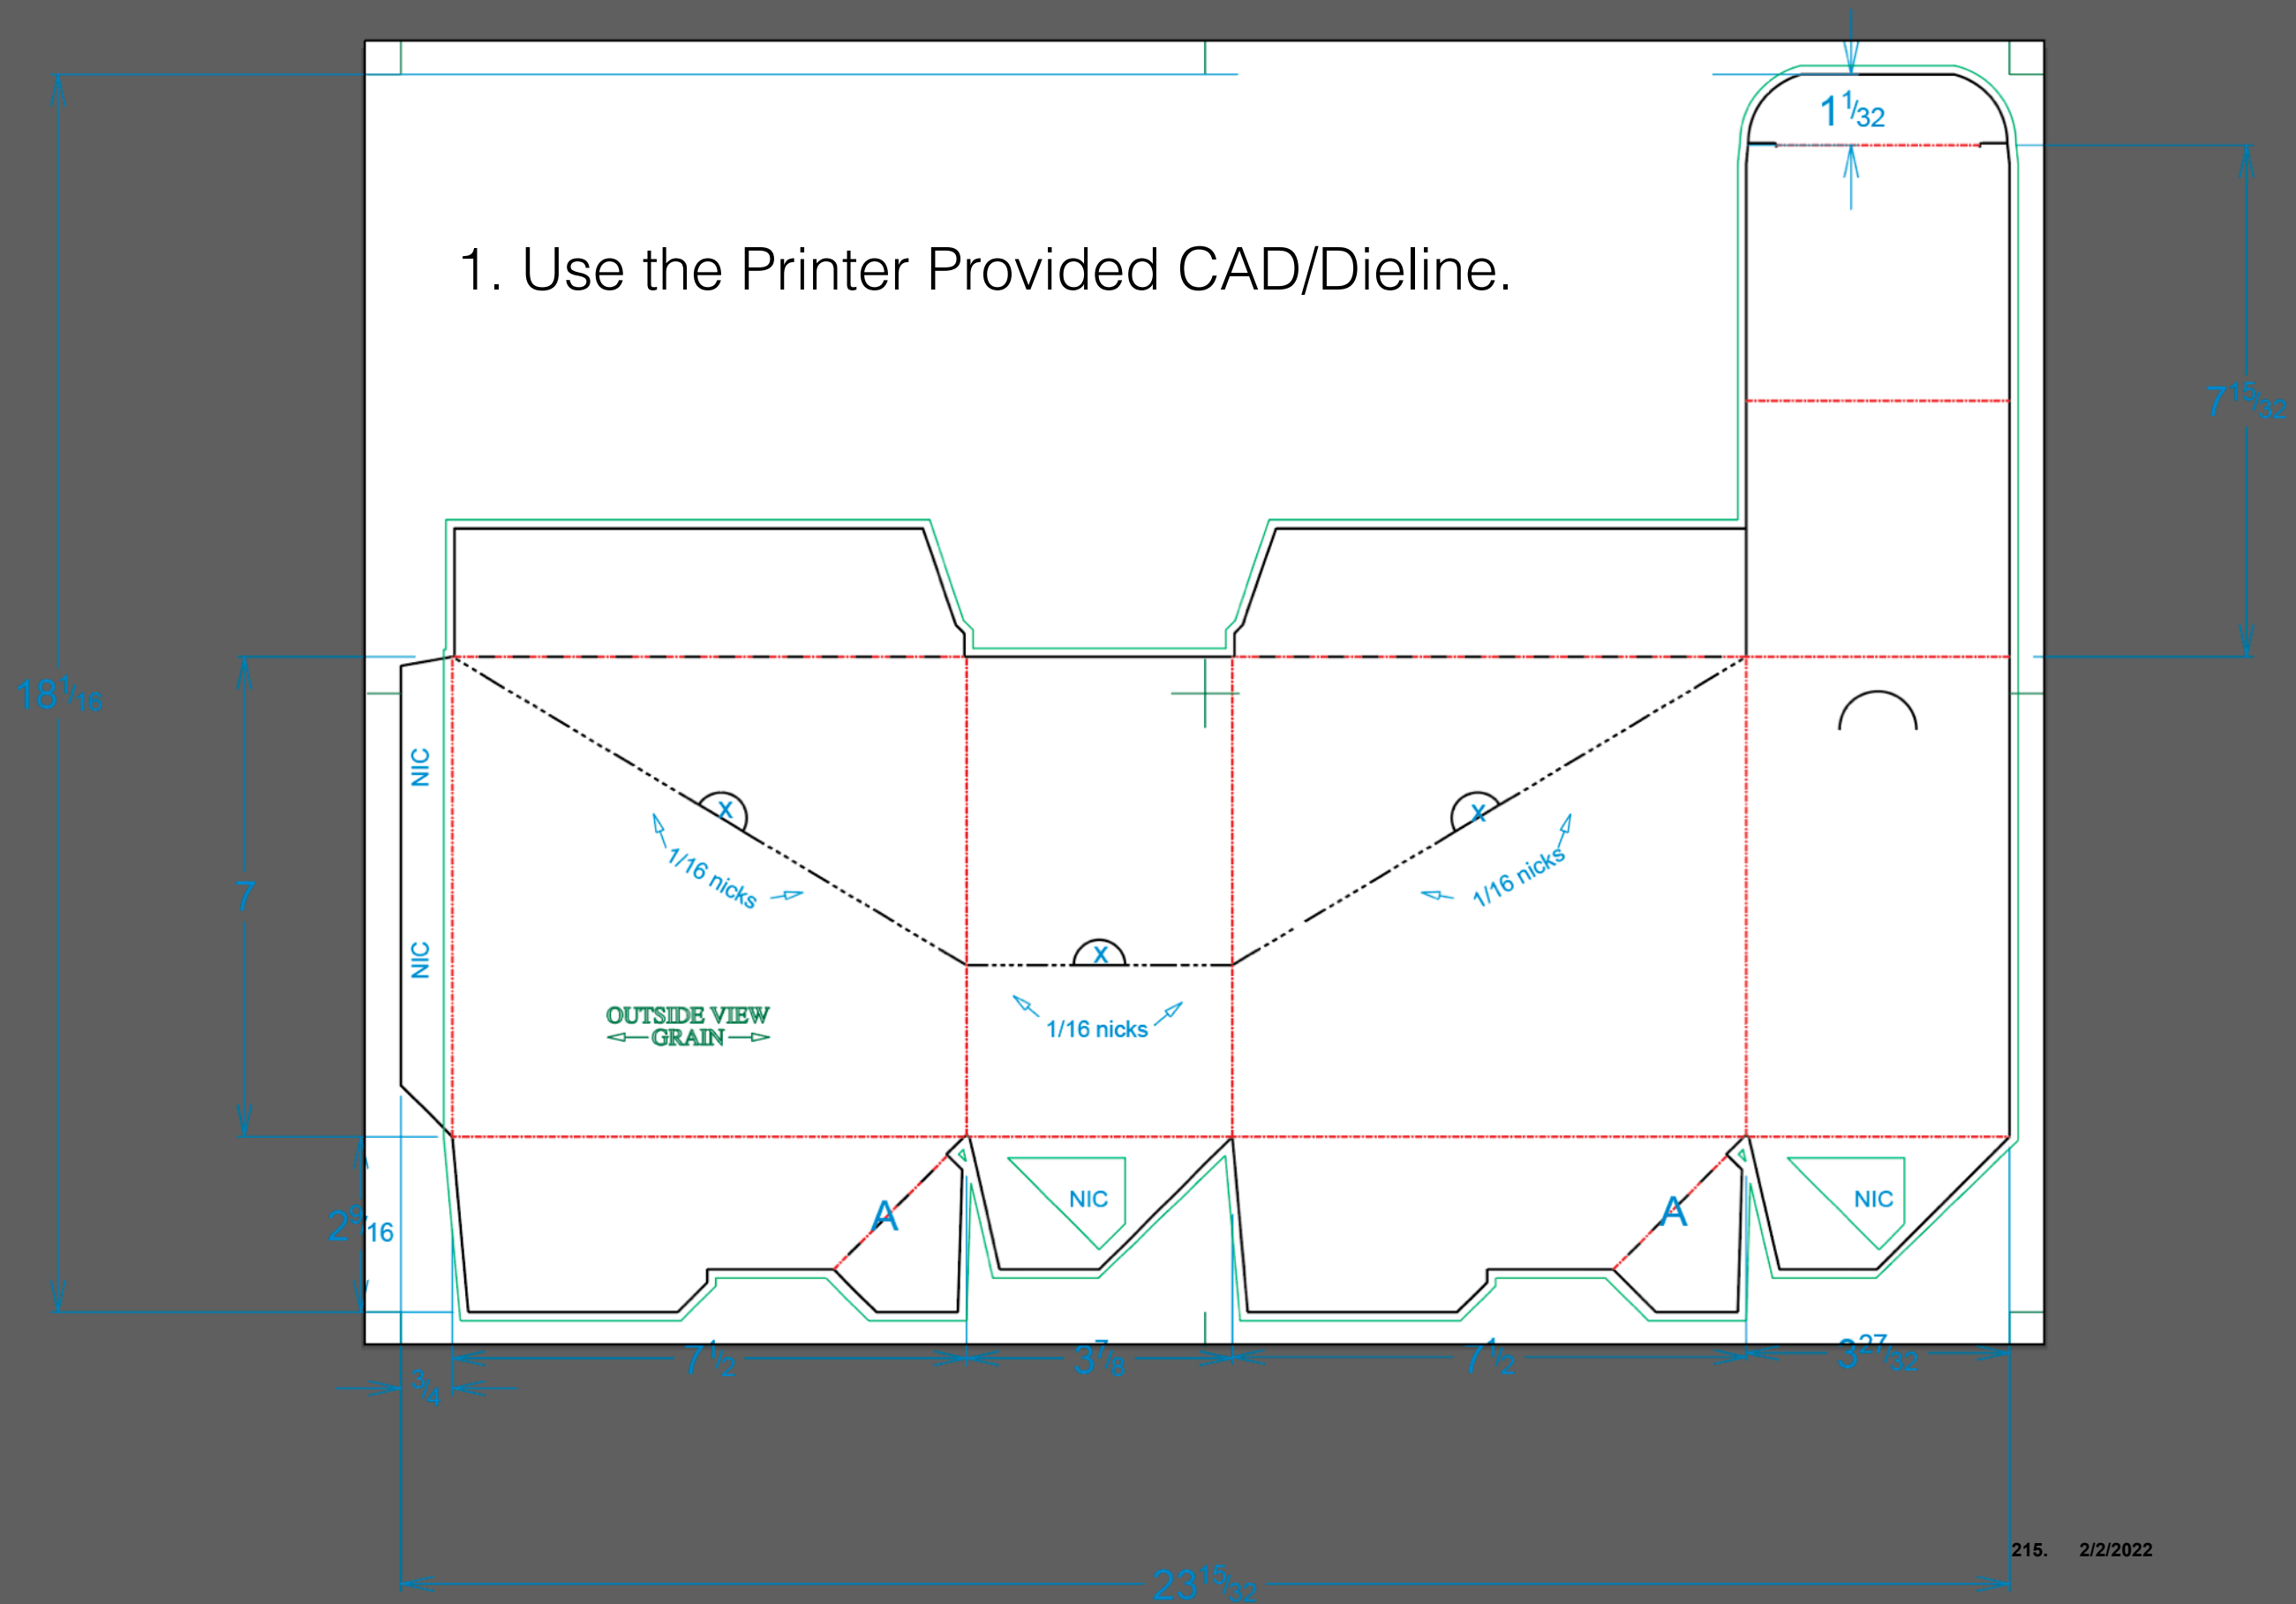 1 1/32
1. Use the Printer Provided CAD/Dieline.
7 15/32
18 1/16
NIC
X
X
1/16 nicks
1/16 nicks
7
NIC
X
OUTSIDE VIEW
GRAIN
1/16 nicks
A
NIC
A
NIC
2 9/16
7 1/2
3 7/8
7 1/2
3 27/32
3/4
215. 2/2/2022
23 15/32